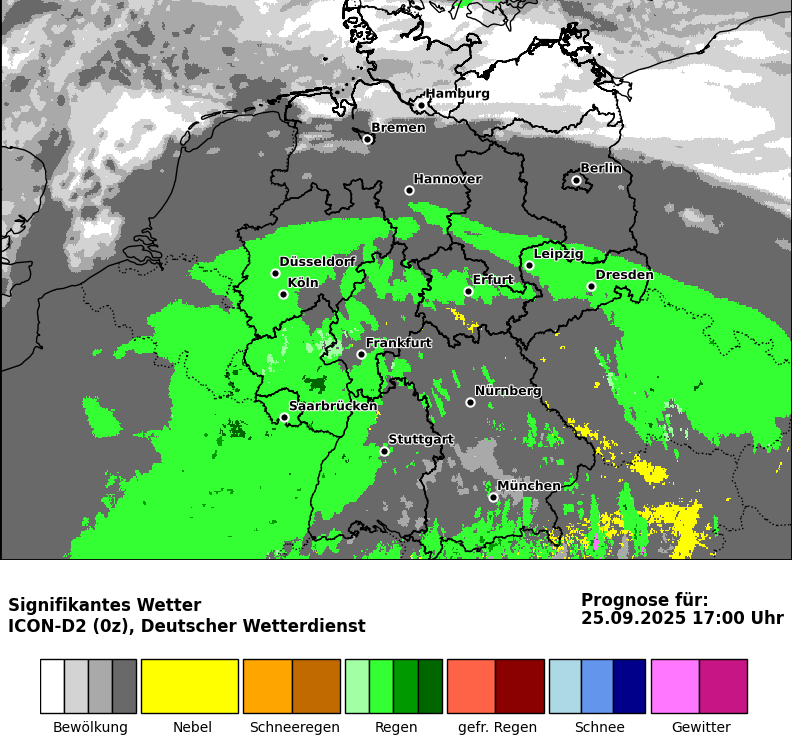 Hamburg
Bremen
Berlin
Hannover
Leipzig
Düsseldorf
Dresden
Erfurt
Köln
Frankfurt
Nürnberg
Saarbrücken
Stuttgart
München
Signifikantes Wetter
ICON-D2 (0z), Deutscher Wetterdienst
Prognose für:
25.09.2025 17:00 Uhr
Bewölkung Nebel Schneeregen Regen gefr. Regen Schnee Gewitter